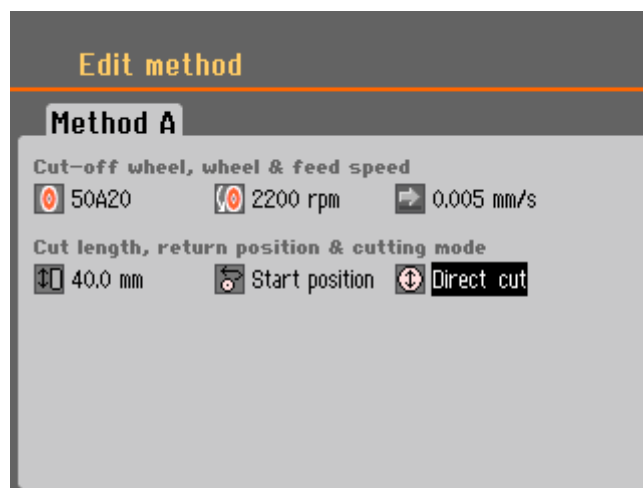 Edit method
Method A
Cut-off wheel, wheel & feed speed
50A20 2200 rpm 0.005 mm/s
Cut length, return position & cutting mode
40.0 mm Start position Direct cut